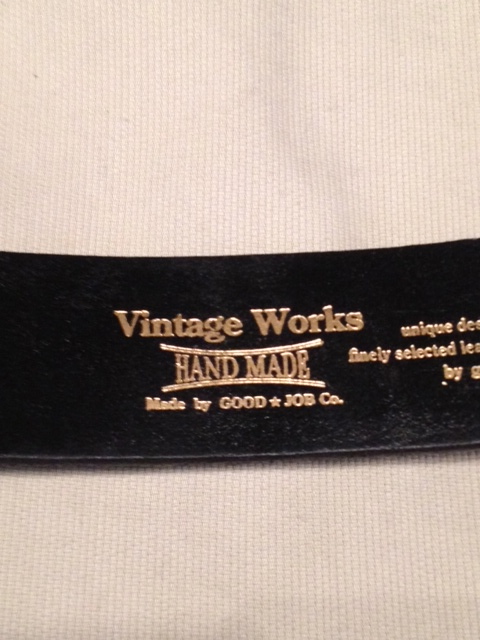 Vintage Works
HAND MADE
Made by GOOD★JOB Co.
unique
finely selected
by